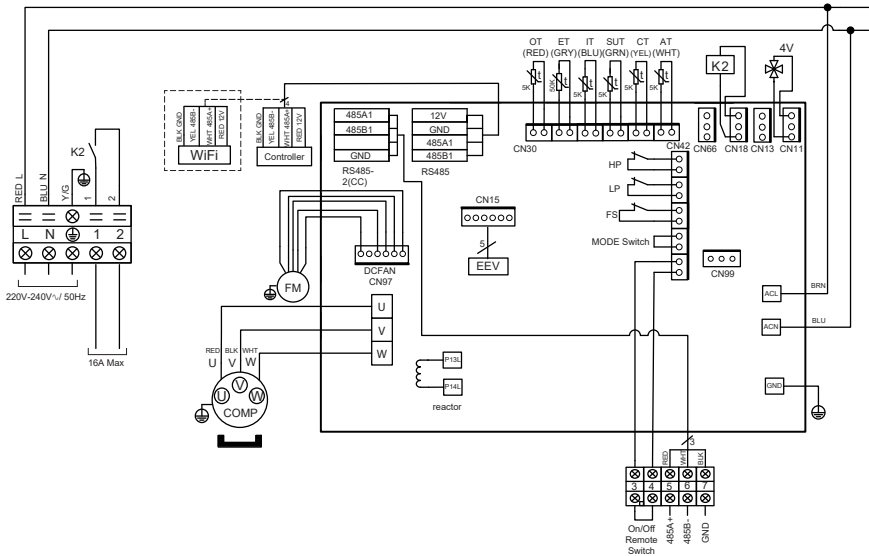 OT
(RED)
ET
(GRY)
IT
(BLU)
SUT
(GRN)
CT
(YEL)
AT
(WHT)
5K
50K
5K
5K
5K
5K
t
t
t
t
t
t
K2
4V
CN30
CN42
CN66
CN18
CN13
CN11
BLK GND
YEL 485B-
WHT 485A+
RED 12V
WiFi
4
BLK GND
YEL 485B-
WHT 485A+
RED 12V
Controller
485A1
485B1
GND
RS485-
2(CC)
12V
GND
485A1
485B1
RS485
HP
LP
FS
MODE Switch
CN15
5
EEV
CN99
DCFAN
CN97
FM
RED L
BLU N
Y/G
K2
1
2
L
N
1
2
220V-240V∿/ 50Hz
16A Max
U
V
W
RED
BLK
WHT
U
V
W
U
V
W
COMP
P13L
P14L
reactor
ACL
BRN
ACN
BLU
GND
3
RED
WHT
BLK
3
4
5
6
7
On/Off
Remote
Switch
485A+
485B-
GND